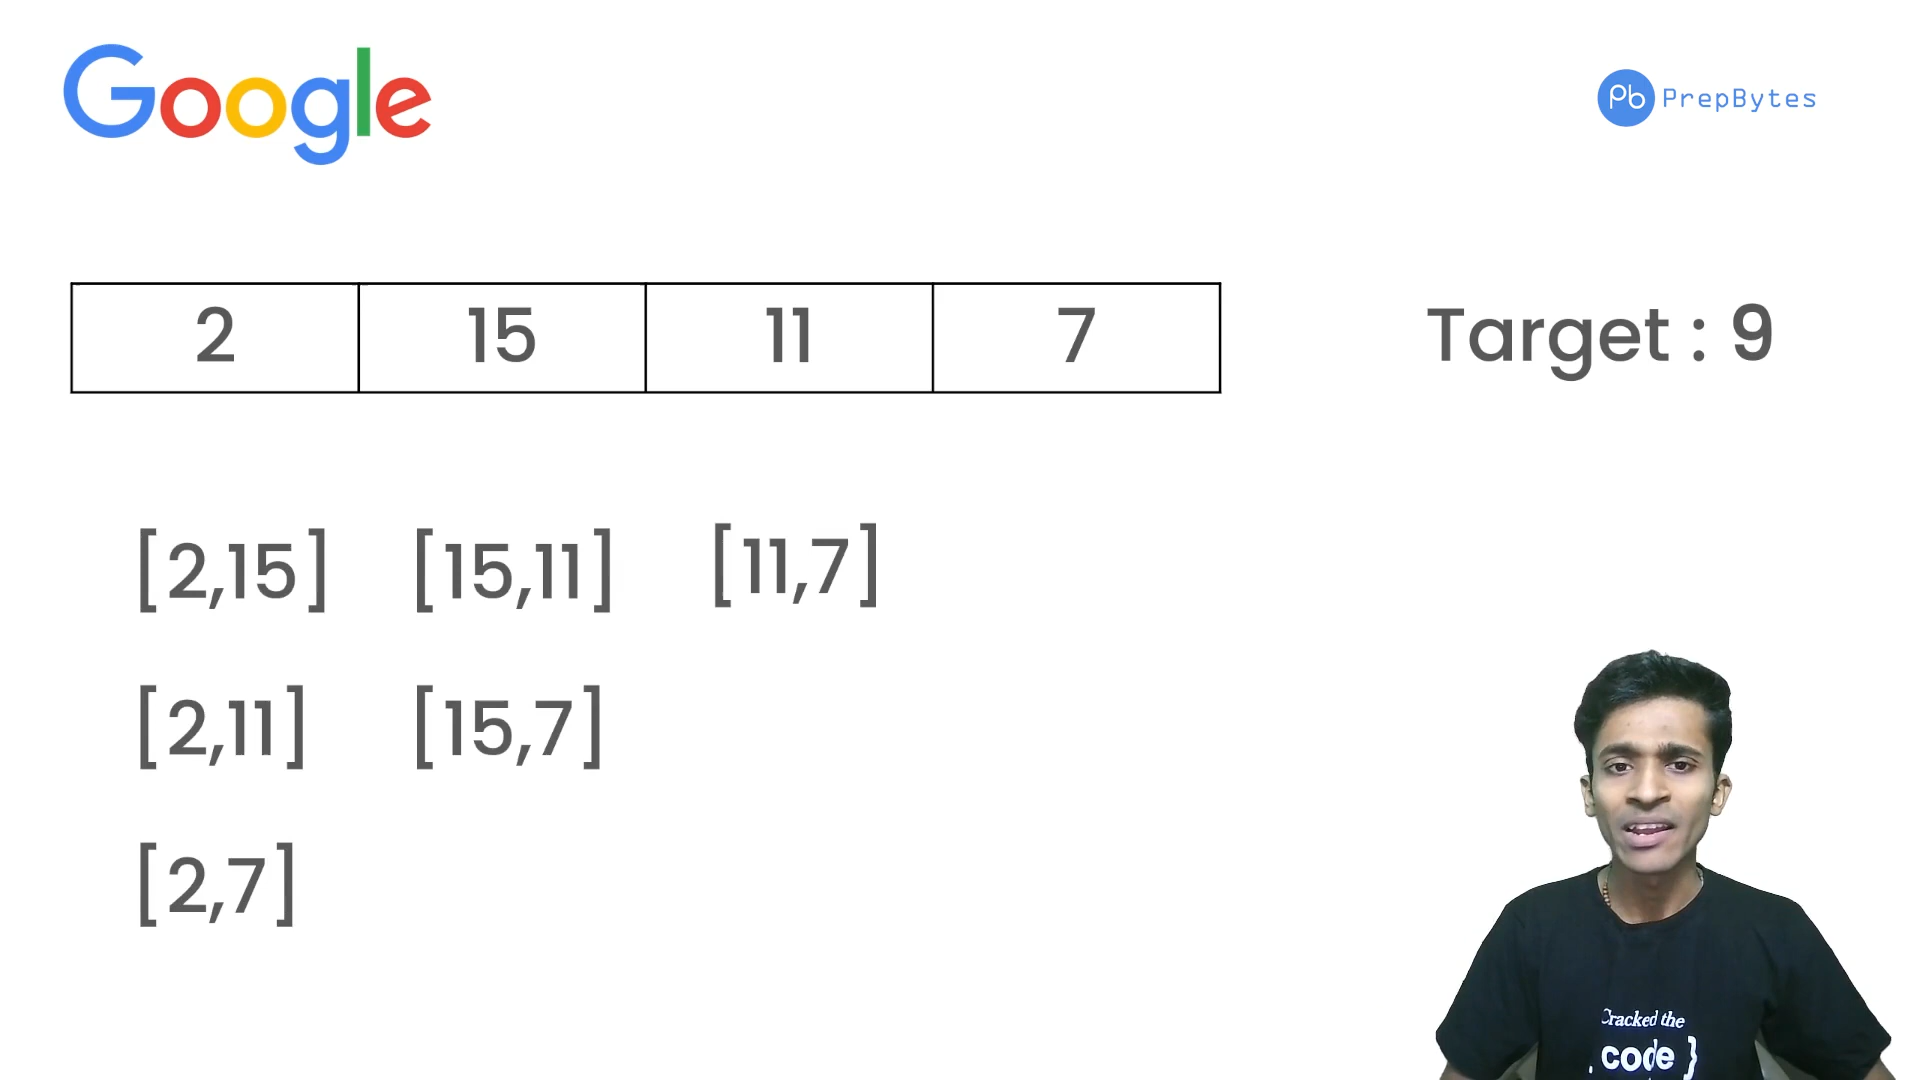 Google
Pb PrepBytes
2 15 11 7
Target : 9
[2,15] [15,11] [11,7]
[2,11] [15,7]
[2,7]
Cracked the
code }